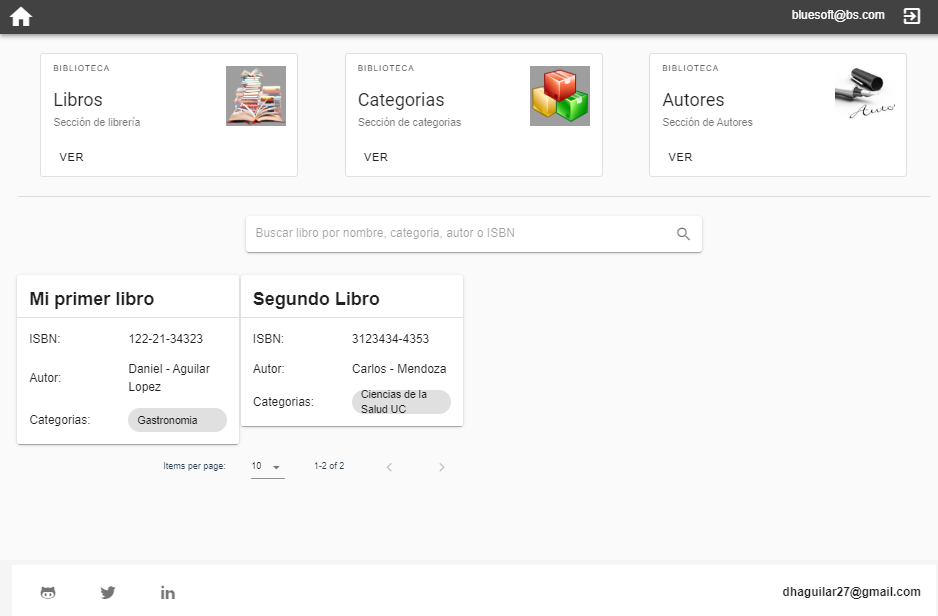 bluesoft@bs.com
BIBLIOTECA
Libros
Sección de librería
VER
BIBLIOTECA
Categorias
Sección de categorias
VER
BIBLIOTECA
Autores
Sección de Autores
VER
Auto
Buscar libro por nombre, categoria, autor o ISBN
Mi primer libro
ISBN: 122-21-34323
Autor: Daniel - Aguilar
Lopez
Categorias: Gastronomia
Segundo Libro
ISBN: 3123434-4353
Autor: Carlos - Mendoza
Categorias: Ciencias de la
Salud UC
Items per page: 10 1-2 of 2
in
dhaguilar27@gmail.com